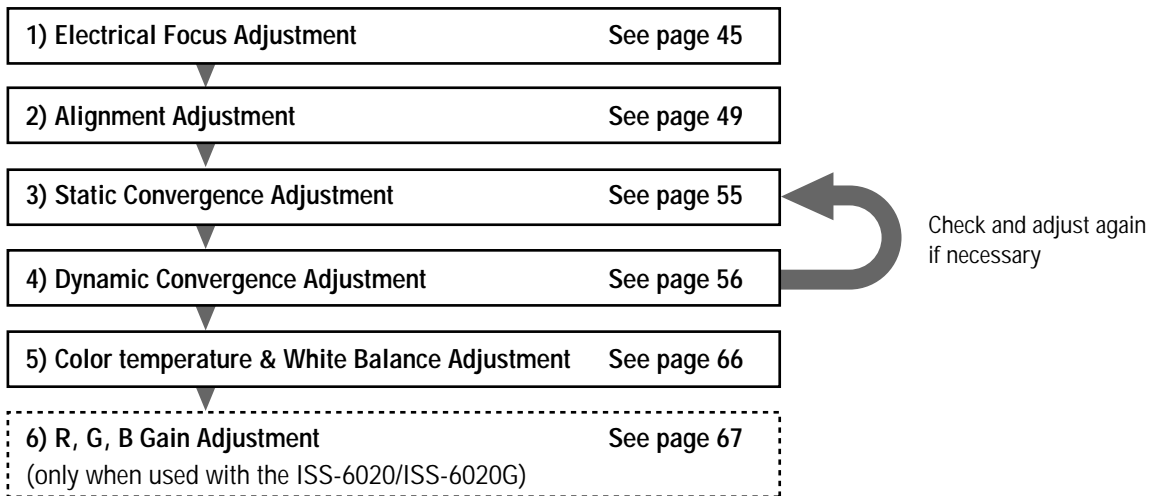 1) Electrical Focus Adjustment See page 45
2) Alignment Adjustment See page 49
3) Static Convergence Adjustment See page 55
Check and adjust again
if necessary
4) Dynamic Convergence Adjustment See page 56
5) Color temperature & White Balance Adjustment See page 66
6) R, G, B Gain Adjustment See page 67
(only when used with the ISS-6020/ISS-6020G)